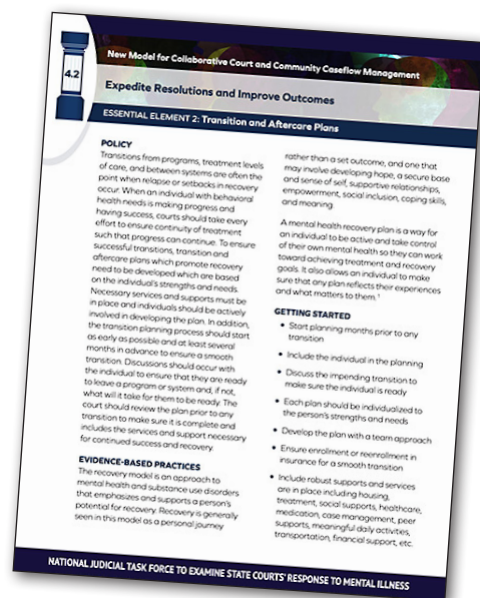 4.2
New Model for Collaborative Court and Community Caseflow Management
Expedite Resolutions and Improve Outcomes
ESSENTIAL ELEMENT 2: Transition and Aftercare Plans
POLICY
Transitions from programs, treatment levels
of care, and between systems are often the
point when relapse or setbacks in recovery
occur. When an individual with behavioral
health needs is making progress and
having success, courts should take every
effort to ensure continuity of treatment
such that progress can continue. To ensure
successful transitions, transition and
aftercare plans which promote recovery
need to be developed which are based
on the individual's strengths and needs.
Necessary services and supports must be
in place and individuals should be actively
involved in developing the plan. In addition,
the transition planning process should start
as early as possible and at least several
months in advance to ensure a smooth
transition. Discussions should occur with
the individual to ensure that they are ready
to leave a program or system and, if not,
what will it take for them to be ready. The
court should review the plan prior to any
transition to make sure it is complete and
includes the services and support necessary
for continued success and recovery.
EVIDENCE-BASED PRACTICES
The recovery model is an approach to
mental health and substance use disorders
that emphasizes and supports a person's
potential for recovery. Recovery is generally
seen in this model as a personal journey
rather than a set outcome, and one that
may involve developing hope, a secure base
and sense of self, supportive relationships,
empowerment, social inclusion, coping skills,
and meaning.
A mental health recovery plan is a way for
an individual to be active and take control
of their own mental health so they can work
toward achieving treatment and recovery
goals. It also allows an individual to make
sure that any plan reflects their experiences
and what matters to them.¹
GETTING STARTED
• Start planning months prior to any
transition
• Include the individual in the planning
• Discuss the impending transition to
make sure the individual is ready
• Each plan should be individualized to
the person's strengths and needs
• Develop the plan with a team approach
• Ensure enrollment or reenrollment in
insurance for a smooth transition
• Include robust supports and services
are in place including housing,
treatment, social supports, healthcare,
medication, case management, peer
supports, meaningful daily activities,
transportation, financial support, etc.
NATIONAL JUDICIAL TASK FORCE TO EXAMINE STATE COURTS' RESPONSE TO MENTAL ILLNESS